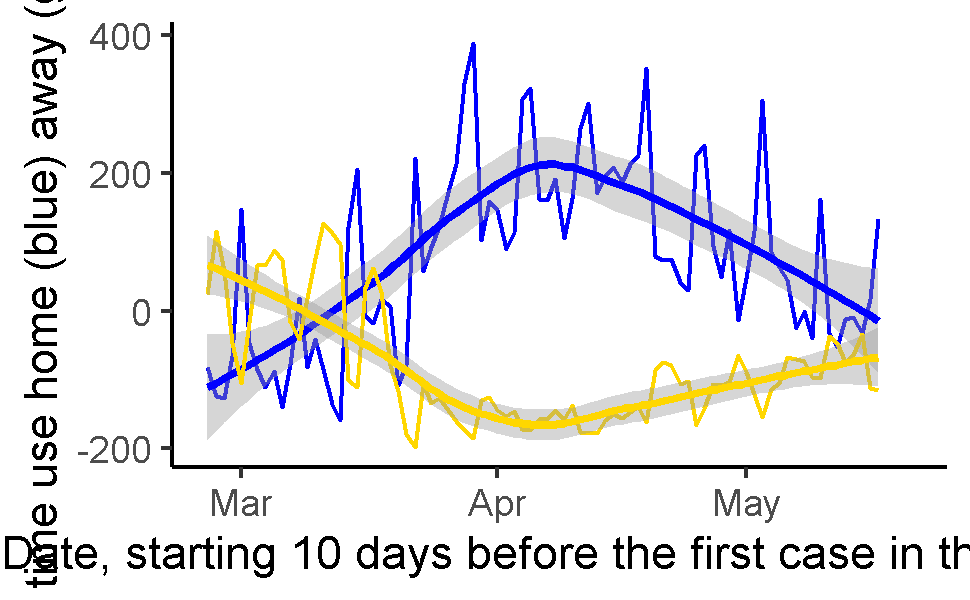 time use home (blue) away (
400
200
0
-200
Mar Apr May
Date, starting 10 days before the first case in th